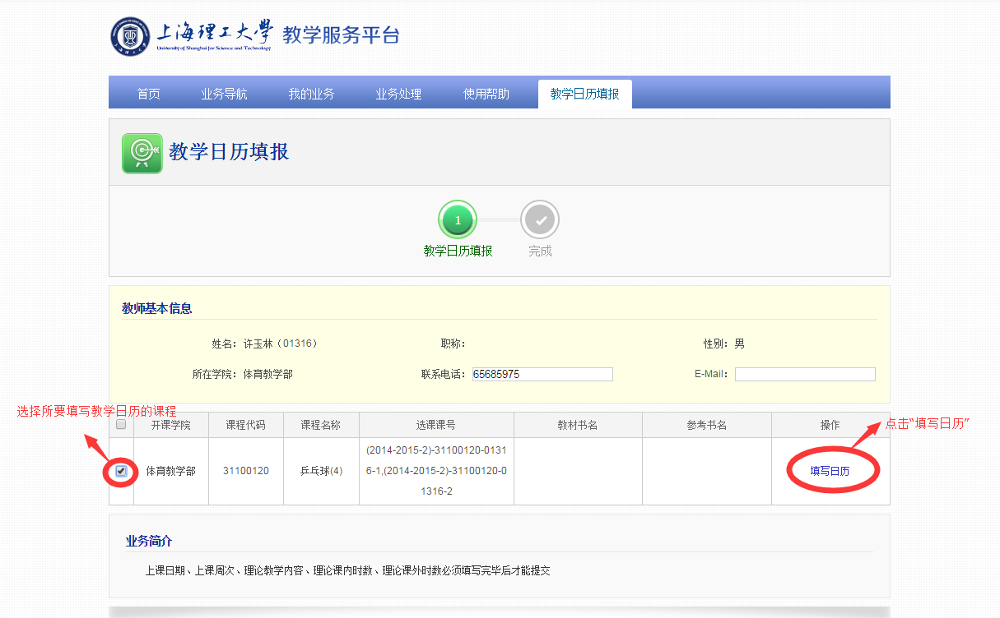 上海理工大學 教学服务平台
University of Shanghai for Science and Technology
首页 业务导航 我的业务 业务处理 使用帮助 教学日历填报
教学日历填报
1
教学日历填报 完成
教师基本信息
姓名：许玉林（01316） 职称： 性别：男
所在学院：体育教学部 联系电话：65685975 E-Mail：
选择所要填写教学日历的课程
点击“填写日历”
开课学院 课程代码 课程名称 选课课号 教材书名 参考书名 操作
体育教学部 31100120 乒乓球(4) (2014-2015-2)-31100120-0131
6-1,(2014-2015-2)-31100120-0
1316-2
填写日历
业务简介
上课日期、上课周次、理论教学内容、理论课内时数、理论课外时数必须填写完毕后才能提交